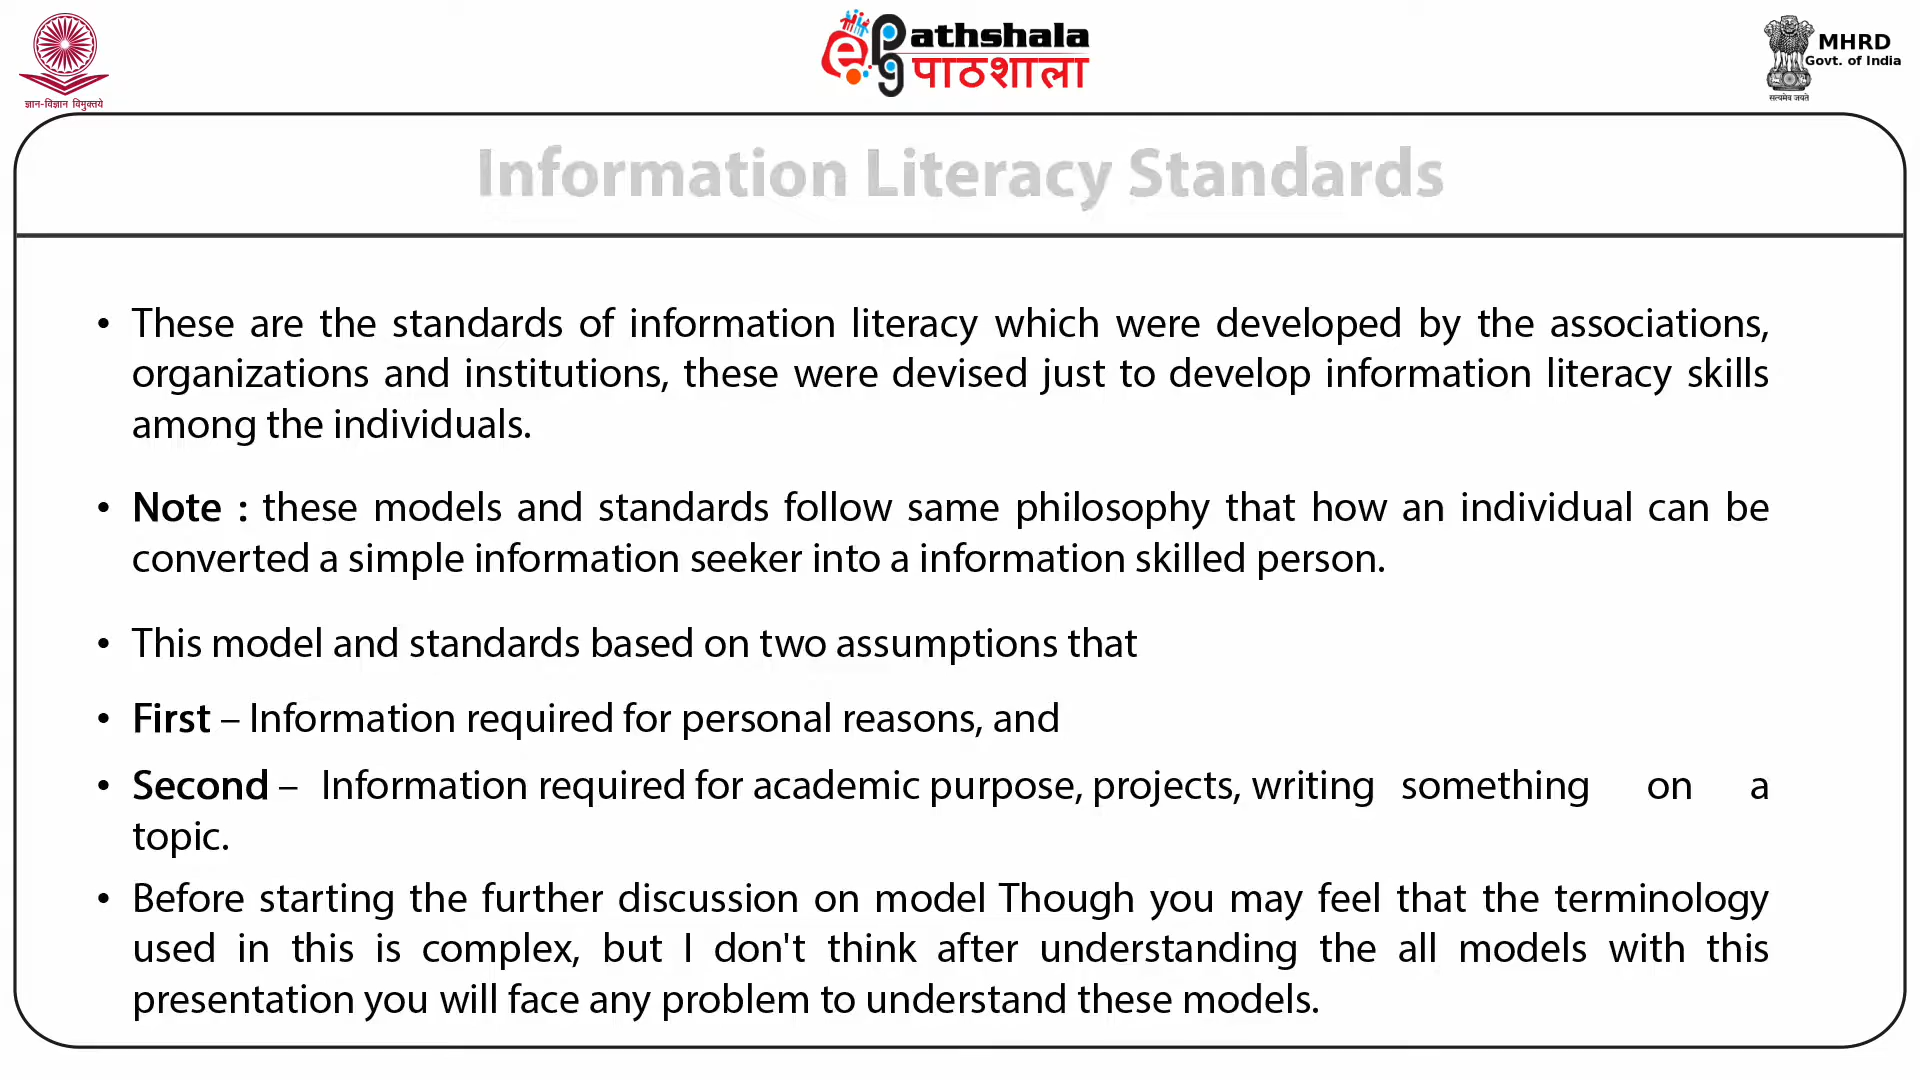 ज्ञान-विज्ञान विमुक्तये
ePathshala
पाठशाला
MHRD
Govt. of India
सत्यमेव जयते
Information Literacy Standards
• These are the standards of information literacy which were developed by the associations,
organizations and institutions, these were devised just to develop information literacy skills
among the individuals.
• Note : these models and standards follow same philosophy that how an individual can be
converted a simple information seeker into a information skilled person.
• This model and standards based on two assumptions that
• First – Information required for personal reasons, and
• Second – Information required for academic purpose, projects, writing something on a
topic.
• Before starting the further discussion on model Though you may feel that the terminology
used in this is complex, but I don't think after understanding the all models with this
presentation you will face any problem to understand these models.